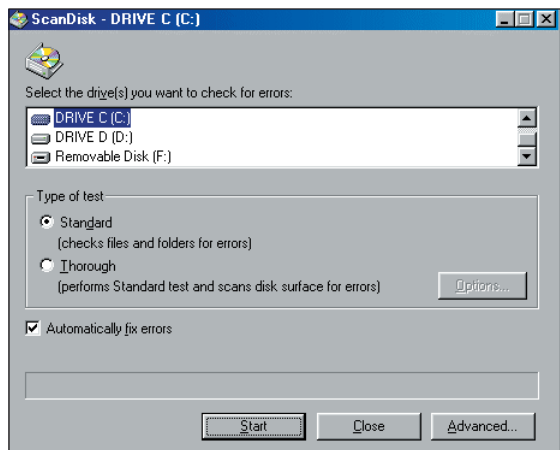 ScanDisk - DRIVE C (C:)
Select the drive(s) you want to check for errors:
DRIVE C (C:)
DRIVE D (D:)
Removable Disk (F:)
Type of test
Standard
(checks files and folders for errors)
Thorough
(performs Standard test and scans disk surface for errors)
Options...
Automatically fix errors
Start
Close
Advanced...